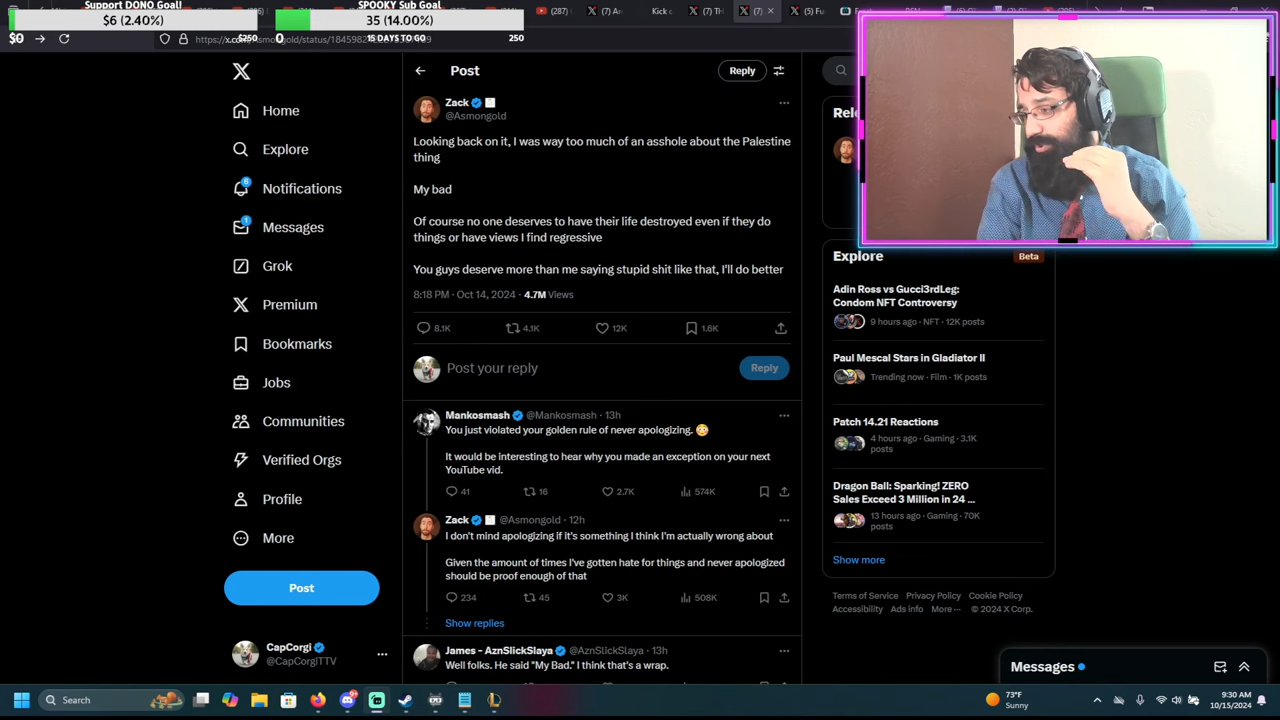 Support DONO Goal!
$6 (2.40%)
$0
$250
SPOOKY Sub Goal
35 (14.00%)
0
15 DAYS TO GO
250
(287)
Kick
Post
Reply
Home
Explore
Notifications
6
Messages
1
Grok
Premium
Bookmarks
Jobs
Communities
Verified Orgs
Profile
More
Post
CapCorgi
@CapCorgiTTV
Zack
@Asmongold
Looking back on it, I was way too much of an asshole about the Palestine
thing
My bad
Of course no one deserves to have their life destroyed even if they do
things or have views I find regressive
You guys deserve more than me saying stupid shit like that, I'll do better
8:18 PM · Oct 14, 2024 · 4.7M Views
8.1K 4.1K 12K 1.6K
Post your reply
Reply
Mankosmash @Mankosmash · 13h
You just violated your golden rule of never apologizing. 😳
It would be interesting to hear why you made an exception on your next
YouTube vid.
41 16 2.7K 574K
Zack @Asmongold · 12h
I don't mind apologizing if it's something I think I'm actually wrong about
Given the amount of times I've gotten hate for things and never apologized
should be proof enough of that
234 45 3K 508K
Show replies
James - AznSlickSlaya @AznSlickSlaya · 13h
Well folks. He said "My Bad." I think that's a wrap.
Explore
Beta
Adin Ross vs Gucci3rdLeg:
Condom NFT Controversy
9 hours ago · NFT · 12K posts
Paul Mescal Stars in Gladiator II
Trending now · Film · 1K posts
Patch 14.21 Reactions
4 hours ago · Gaming · 3.1K
posts
Dragon Ball: Sparking! ZERO
Sales Exceed 3 Million in 24 ...
13 hours ago · Gaming · 70K
posts
Show more
Terms of Service Privacy Policy Cookie Policy
Accessibility Ads info More ··· © 2024 X Corp.
Messages
Search
73°F
Sunny
9:30 AM
10/15/2024